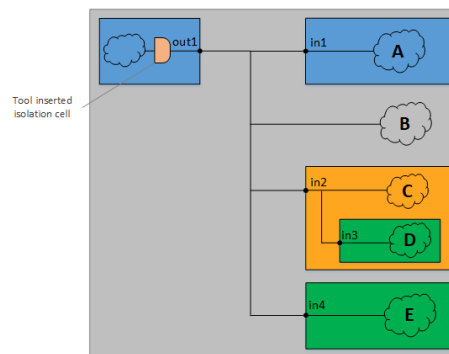 out1
in1
A
Tool inserted
isolation cell
B
in2
C
in3
D
in4
E